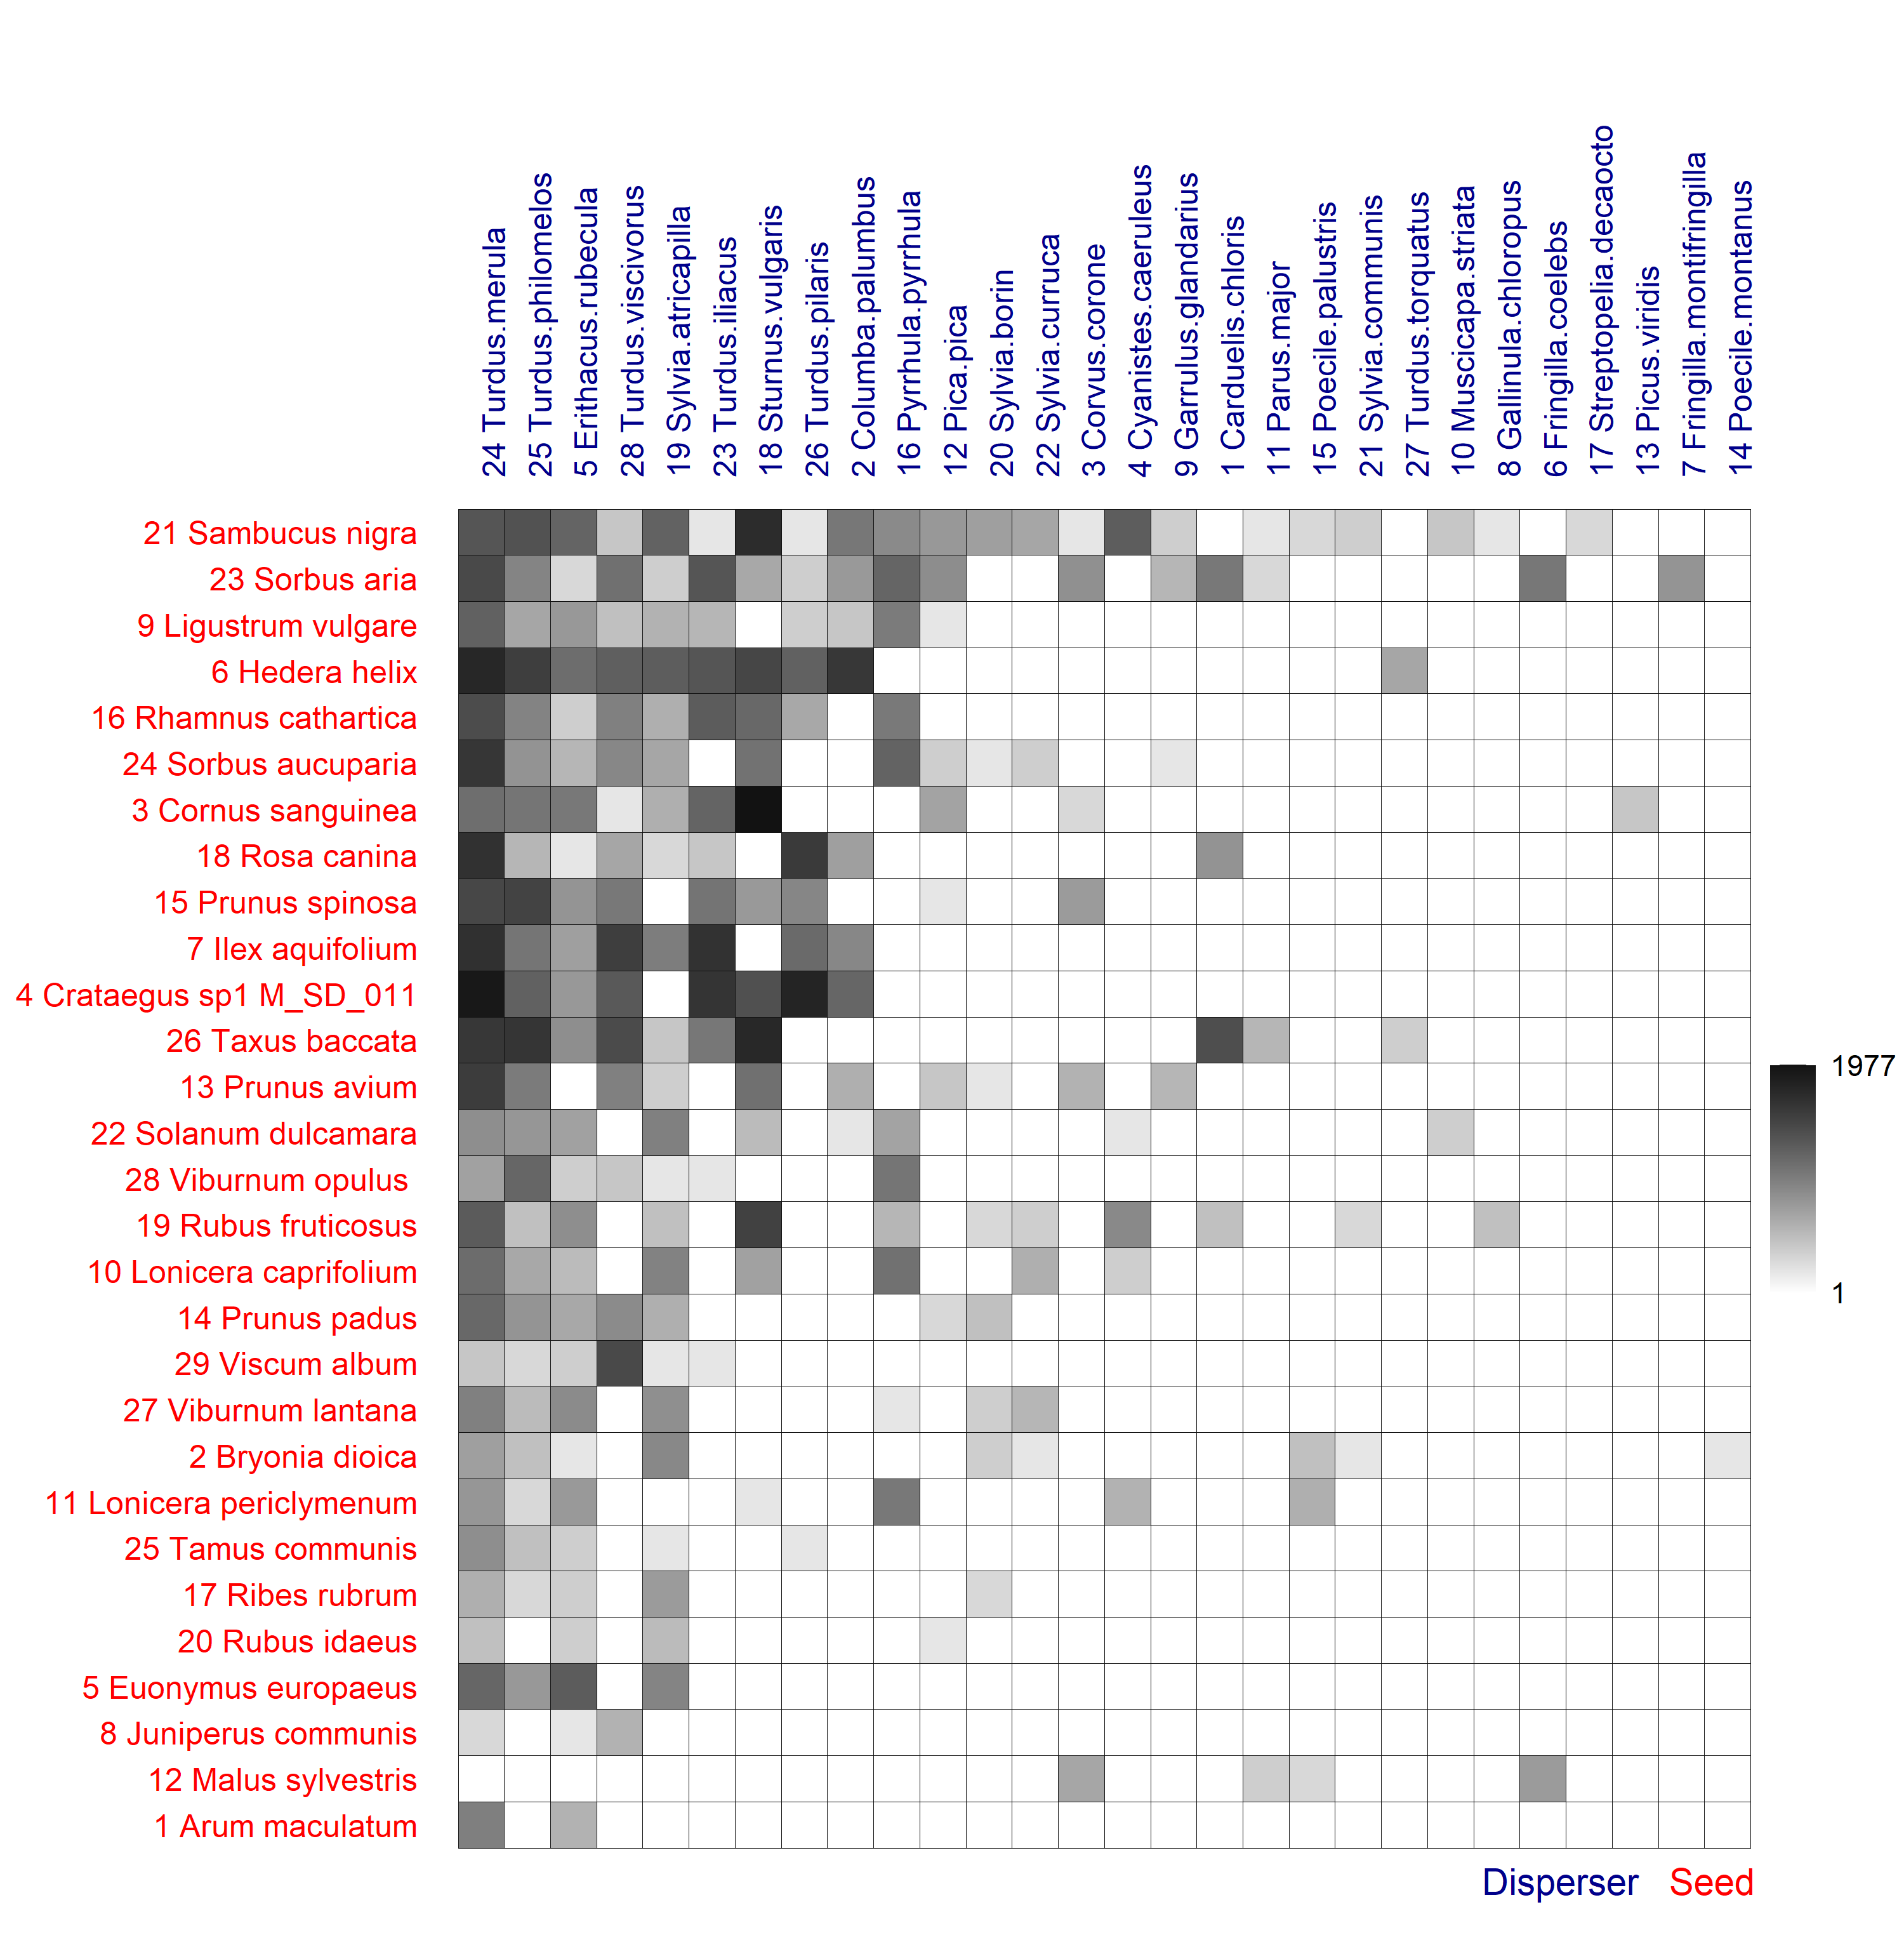 24 Turdus.merula
25 Turdus.philomelos
5 Erithacus.rubecula
28 Turdus.viscivorus
19 Sylvia.atricapilla
23 Turdus.iliacus
18 Sturnus.vulgaris
26 Turdus.pilaris
2 Columba.palumbus
16 Pyrrhula.pyrrhula
12 Pica.pica
20 Sylvia.borin
22 Sylvia.curruca
3 Corvus.corone
4 Cyanistes.caeruleus
9 Garrulus.glandarius
1 Carduelis.chloris
11 Parus.major
15 Poecile.palustris
21 Sylvia.communis
27 Turdus.torquatus
10 Muscicapa.striata
8 Gallinula.chloropus
6 Fringilla.coelebs
17 Streptopelia.decaocto
13 Picus.viridis
7 Fringilla.montifringilla
14 Poecile.montanus
21 Sambucus nigra
23 Sorbus aria
9 Ligustrum vulgare
6 Hedera helix
16 Rhamnus cathartica
24 Sorbus aucuparia
3 Cornus sanguinea
18 Rosa canina
15 Prunus spinosa
7 Ilex aquifolium
4 Crataegus sp1 M_SD_011
26 Taxus baccata
13 Prunus avium
22 Solanum dulcamara
28 Viburnum opulus
19 Rubus fruticosus
10 Lonicera caprifolium
14 Prunus padus
29 Viscum album
27 Viburnum lantana
2 Bryonia dioica
11 Lonicera periclymenum
25 Tamus communis
17 Ribes rubrum
20 Rubus idaeus
5 Euonymus europaeus
8 Juniperus communis
12 Malus sylvestris
1 Arum maculatum
1977
1
Disperser Seed